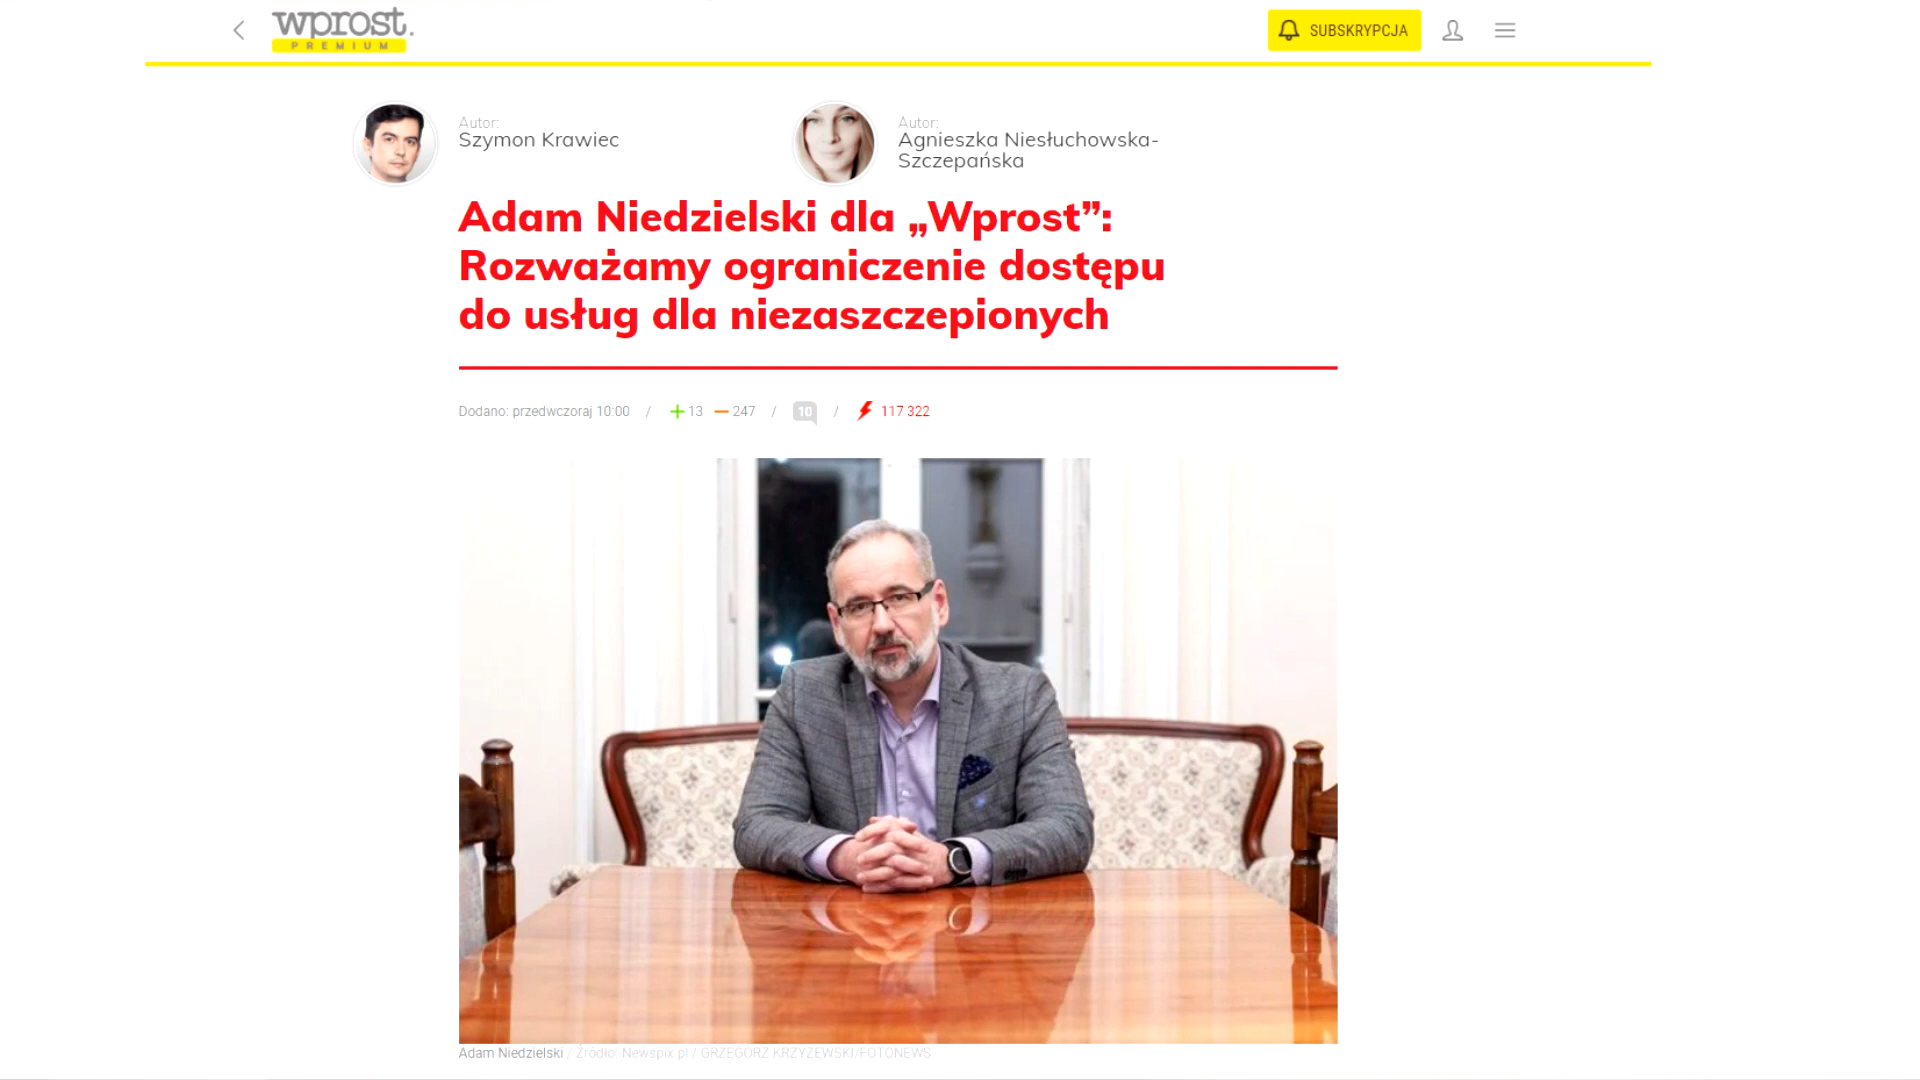 wprost.
PREMIUM
SUBSKRYPCJA
Autor:
Szymon Krawiec
Autor:
Agnieszka Niesłuchowska-
Szczepańska
Adam Niedzielski dla „Wprost”:
Rozważamy ograniczenie dostępu
do usług dla niezaszczepionych
Dodano: przedwczoraj 10:00 / 13 247 / 10 / 117 322
Adam Niedzielski / Źródło: Newspix.pl / GRZEGORZ KRZYZEWSKI/FOTONEWS